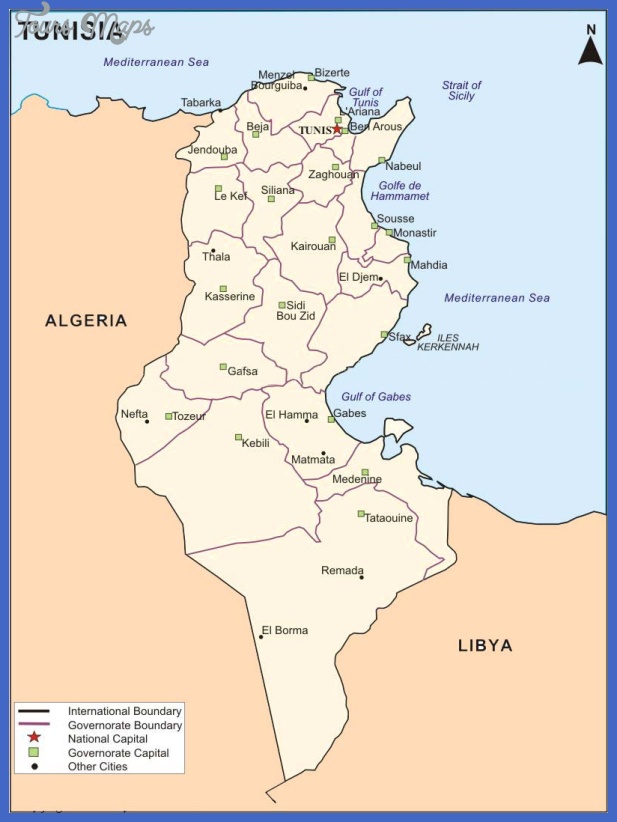 TUNISIA
ToursMaps
N
Mediterranean Sea
Menzel
Bourguiba
Bizerte
Strait of
Sicily
Gulf of
Tunis
Tabarka
L'Ariana
Beja
TUNIS
Ben Arous
Jendouba
Nabeul
Zaghouan
Golfe de
Hammamet
Le Kef
Siliana
Sousse
Monastir
Kairouan
Thala
Mahdia
El Djem
Kasserine
Sidi
Bou Zid
Mediterranean Sea
ALGERIA
Sfax
ILES
KERKENNAH
Gafsa
Gulf of Gabes
Nefta
Tozeur
El Hamma
Gabes
Kebili
Matmata
Medenine
Tataouine
Remada
El Borma
LIBYA
International Boundary
Governorate Boundary
National Capital
Governorate Capital
Other Cities